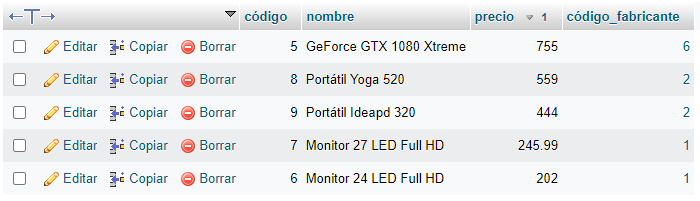 código nombre precio 1 código_fabricante
Editar Copiar Borrar 5 GeForce GTX 1080 Xtreme 755 6
Editar Copiar Borrar 8 Portátil Yoga 520 559 2
Editar Copiar Borrar 9 Portátil Ideapd 320 444 2
Editar Copiar Borrar 7 Monitor 27 LED Full HD 245.99 1
Editar Copiar Borrar 6 Monitor 24 LED Full HD 202 1